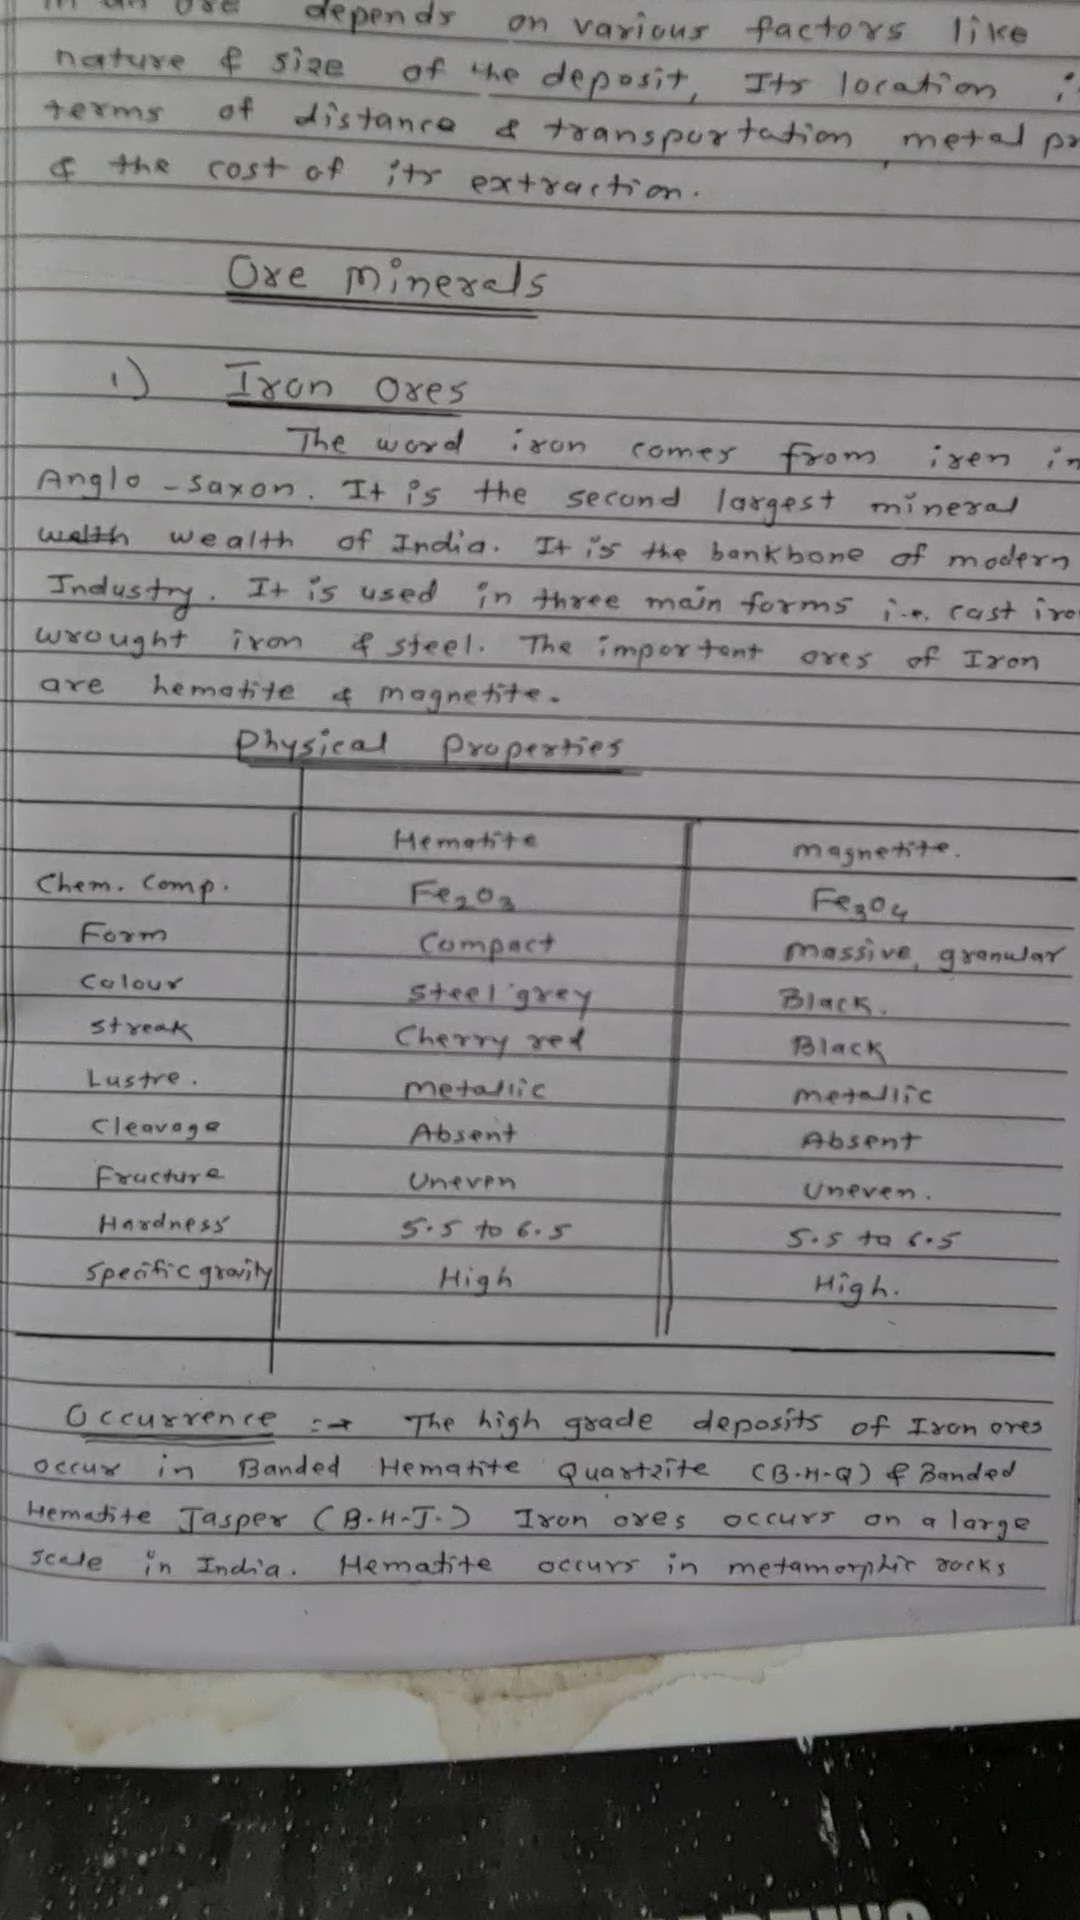 in an ore depends on various factors like
nature & size of the deposit, Its location
terms of distance & transportation, metal
& the cost of its extraction.
Ore Minerals
1) Iron Ores
The word iron comes from iren in
Anglo-saxon. It is the second largest mineral
welth wealth of India. It is the bankbone of modern
Industry. It is used in three main forms i.e. cast iro
wrought iron & steel. The important ores of Iron
are hematite & magnetite.
Physical Properties
Hematite magnetite.
Chem. Comp. Fe2O3 Fe3O4
Form Compact Massive, granular
Colour Steel grey Black.
Streak Cherry red Black
Lustre. Metallic metallic
Cleavage Absent Absent
Fracture Uneven Uneven.
Hardness 5.5 to 6.5 5.5 to 6.5
Specific gravity High High.
Occurrence :→ The high grade deposits of Iron ores
occur in Banded Hematite Quartzite (B.H.Q) & Banded
Hematite Jasper (B.H.J.) Iron ores occurs on a large
scale in India. Hematite occurs in metamorphic rocks